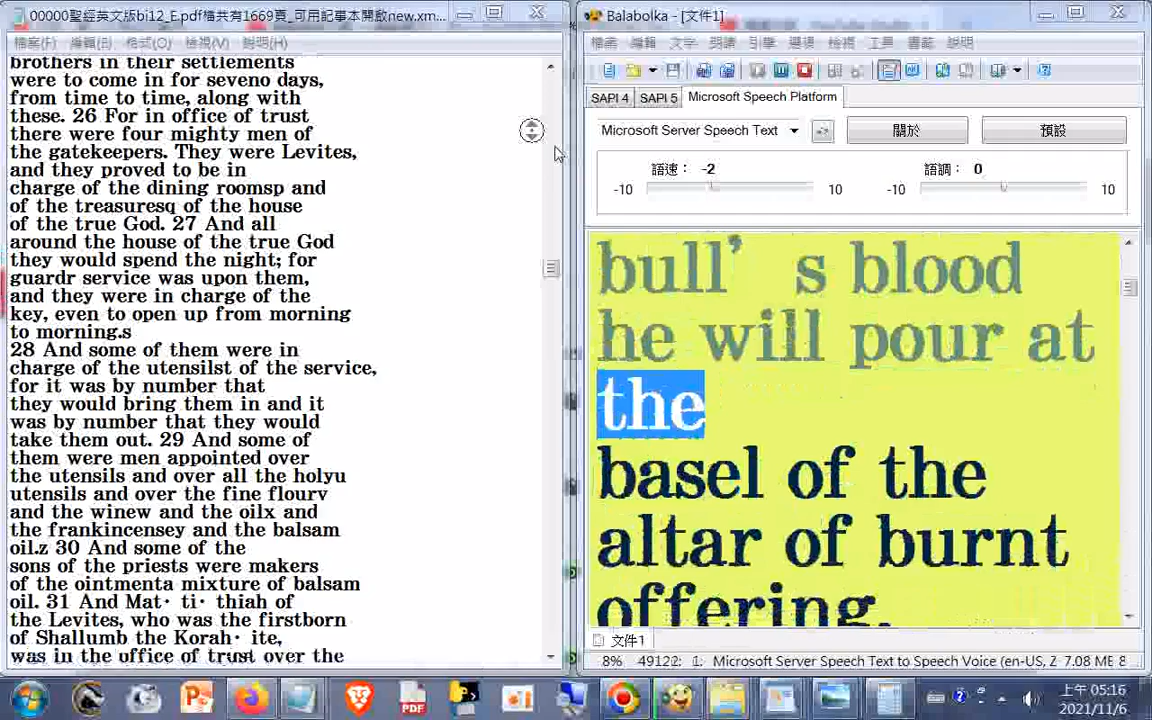 00000聖經英文版bi12_E.pdf檔共有1669頁_可用記事本開啟new.xm...
檔案(F) 編輯(E) 格式(O) 檢視(V) 說明(H)
brothers in their settlements
were to come in for seveno days,
from time to time, along with
these. 26 For in office of trust
there were four mighty men of
the gatekeepers. They were Levites,
and they proved to be in
charge of the dining roomsp and
of the treasuresq of the house
of the true God. 27 And all
around the house of the true God
they would spend the night; for
guardr service was upon them,
and they were in charge of the
key, even to open up from morning
to morning.s
28 And some of them were in
charge of the utensilst of the service,
for it was by number that
they would bring them in and it
was by number that they would
take them out. 29 And some of
them were men appointed over
the utensils and over all the holyu
utensils and over the fine flourv
and the winew and the oilx and
the frankincensey and the balsam
oil.z 30 And some of the
sons of the priests were makers
of the ointmenta mixture of balsam
oil. 31 And Mat· ti· thiah of
the Levites, who was the firstborn
of Shallumb the Korah· ite,
was in the office of trust over the
Balabolka - [文件1]
檔案 編輯 文字 朗讀 引擎 選項 檢視 工具 書籤 說明
SAPI 4 SAPI 5 Microsoft Speech Platform
Microsoft Server Speech Text 關於 預設
語速： -2 語調： 0
-10 10 -10 10
bull’s blood
he will pour at
the
basel of the
altar of burnt
offering.
文件1
8% 49122: 1: Microsoft Server Speech Text to Speech Voice (en-US, Z 7.08 MB 8
PDF
上午 05:16
2021/11/6